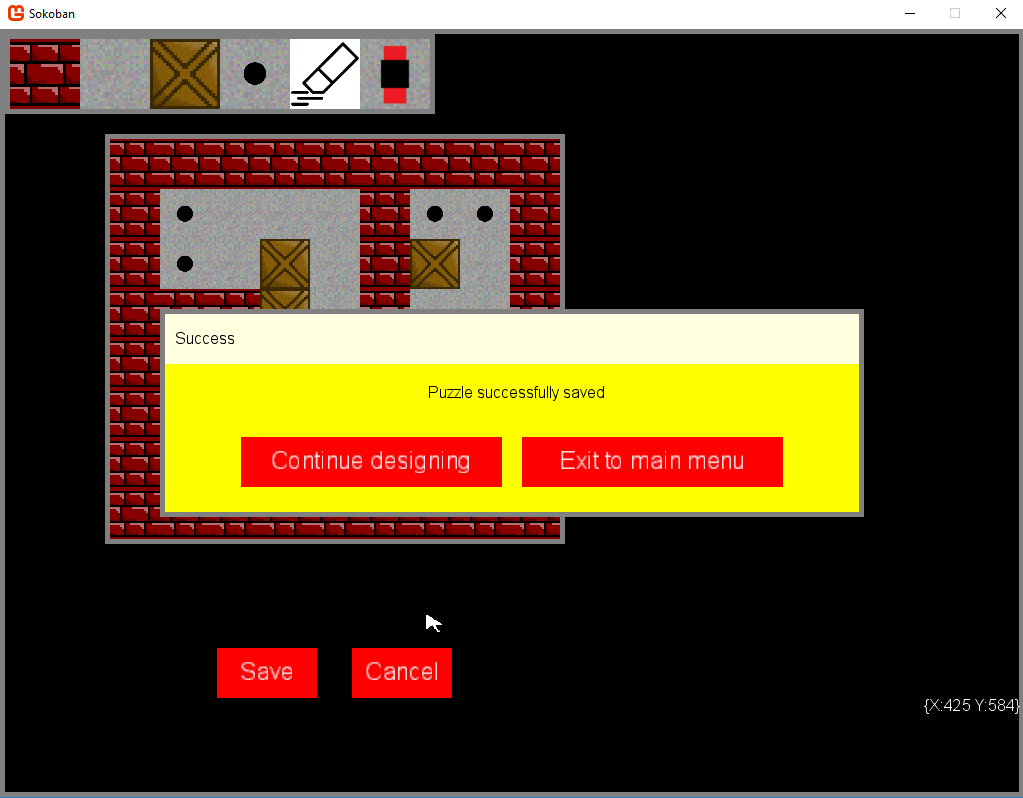 Sokoban
Success
Puzzle successfully saved
Continue designing
Exit to main menu
Save
Cancel
{X:425 Y:584}